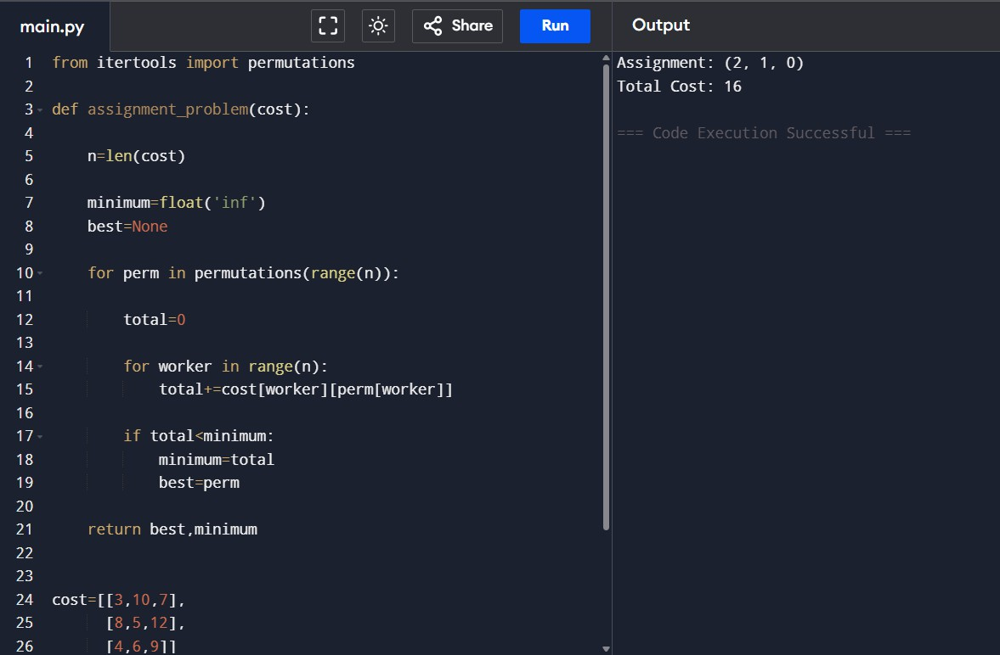 main.py
Share
Run
Output
1 from itertools import permutations
2
3 def assignment_problem(cost):
4
5     n=len(cost)
6
7     minimum=float('inf')
8     best=None
9
10     for perm in permutations(range(n)):
11
12         total=0
13
14         for worker in range(n):
15             total+=cost[worker][perm[worker]]
16
17         if total<minimum:
18             minimum=total
19             best=perm
20
21     return best,minimum
22
23
24 cost=[[3,10,7],
25       [8,5,12],
26       [4,6,9]]
Assignment: (2, 1, 0)
Total Cost: 16
=== Code Execution Successful ===